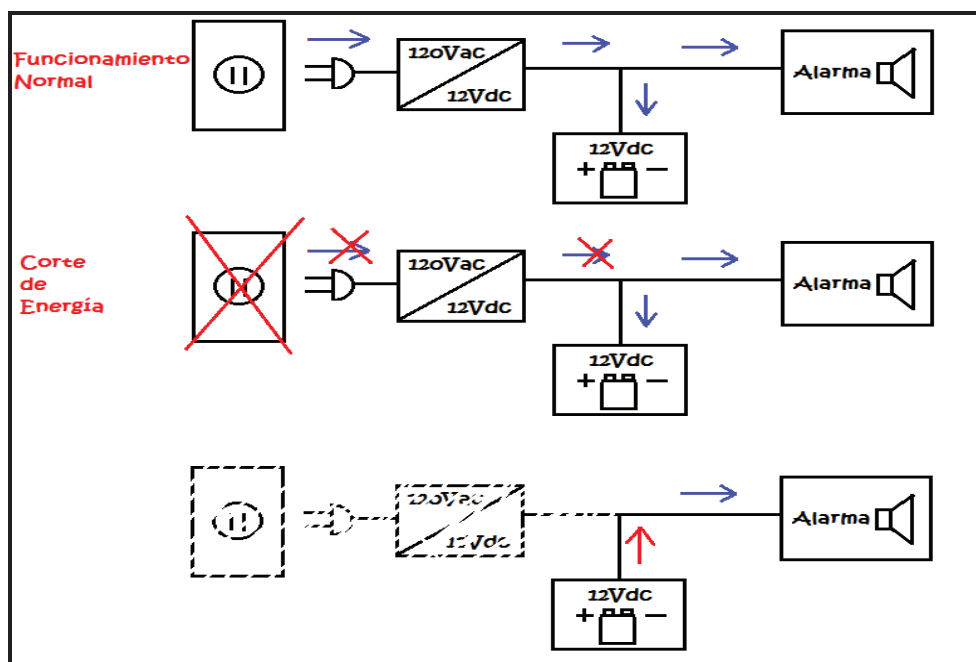 Funcionamiento
Normal
120Vac
12Vdc
Alarma
12Vdc
+ −
Corte
de
Energía
120Vac
12Vdc
Alarma
12Vdc
+ −
120Vac
12Vdc
Alarma
12Vdc
+ −